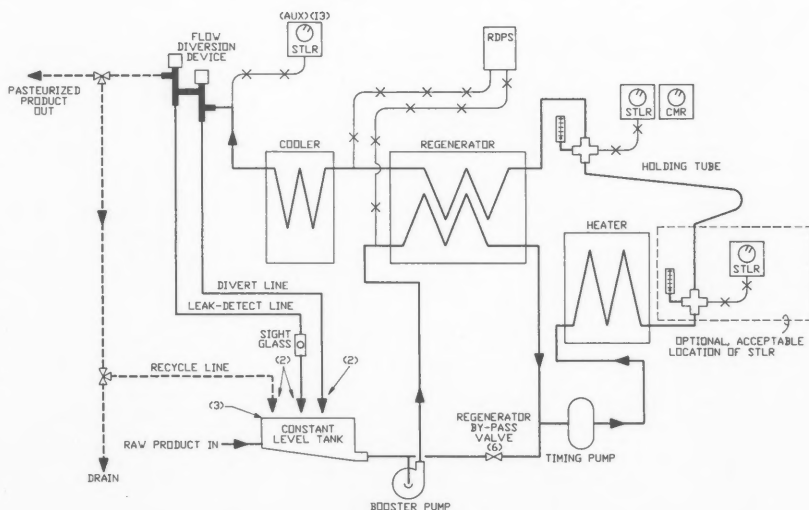 (AUX)(13)
STLR
FLOW
DIVERSION
DEVICE
RDPS
PASTEURIZED
PRODUCT
OUT
COOLER
REGENERATOR
STLR
CMR
HOLDING TUBE
HEATER
STLR
DIVERT LINE
LEAK-DETECT LINE
SIGHT
GLASS
OPTIONAL, ACCEPTABLE
LOCATION OF STLR
RECYCLE LINE
(2)
(2)
(3)
CONSTANT
LEVEL TANK
RAW PRODUCT IN
REGENERATOR
BY-PASS
VALVE
(6)
TIMING PUMP
DRAIN
BOOSTER PUMP